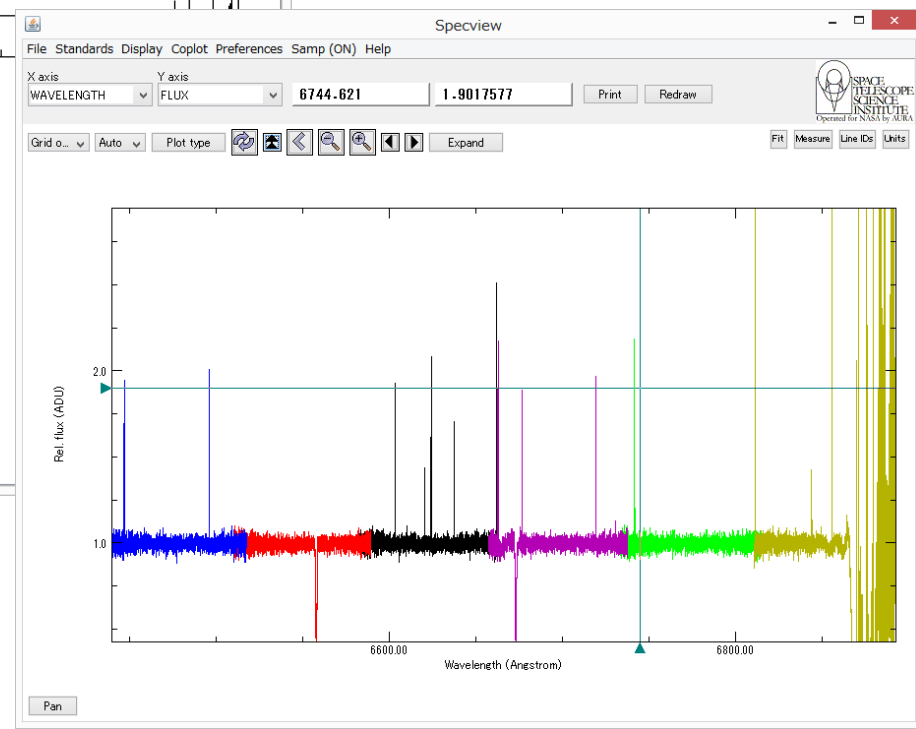 Specview
File Standards Display Coplot Preferences Samp (ON) Help
X axis Y axis
WAVELENGTH FLUX 6744.621 1.9017577 Print Redraw
SPACE
TELESCOPE
SCIENCE
INSTITUTE
Operated for NASA by AURA
Grid o... Auto Plot type Expand Fit Measure Line IDs Units
2.0
Rel. flux (ADU)
1.0
6600.00 6800.00
Wavelength (Angstrom)
Pan